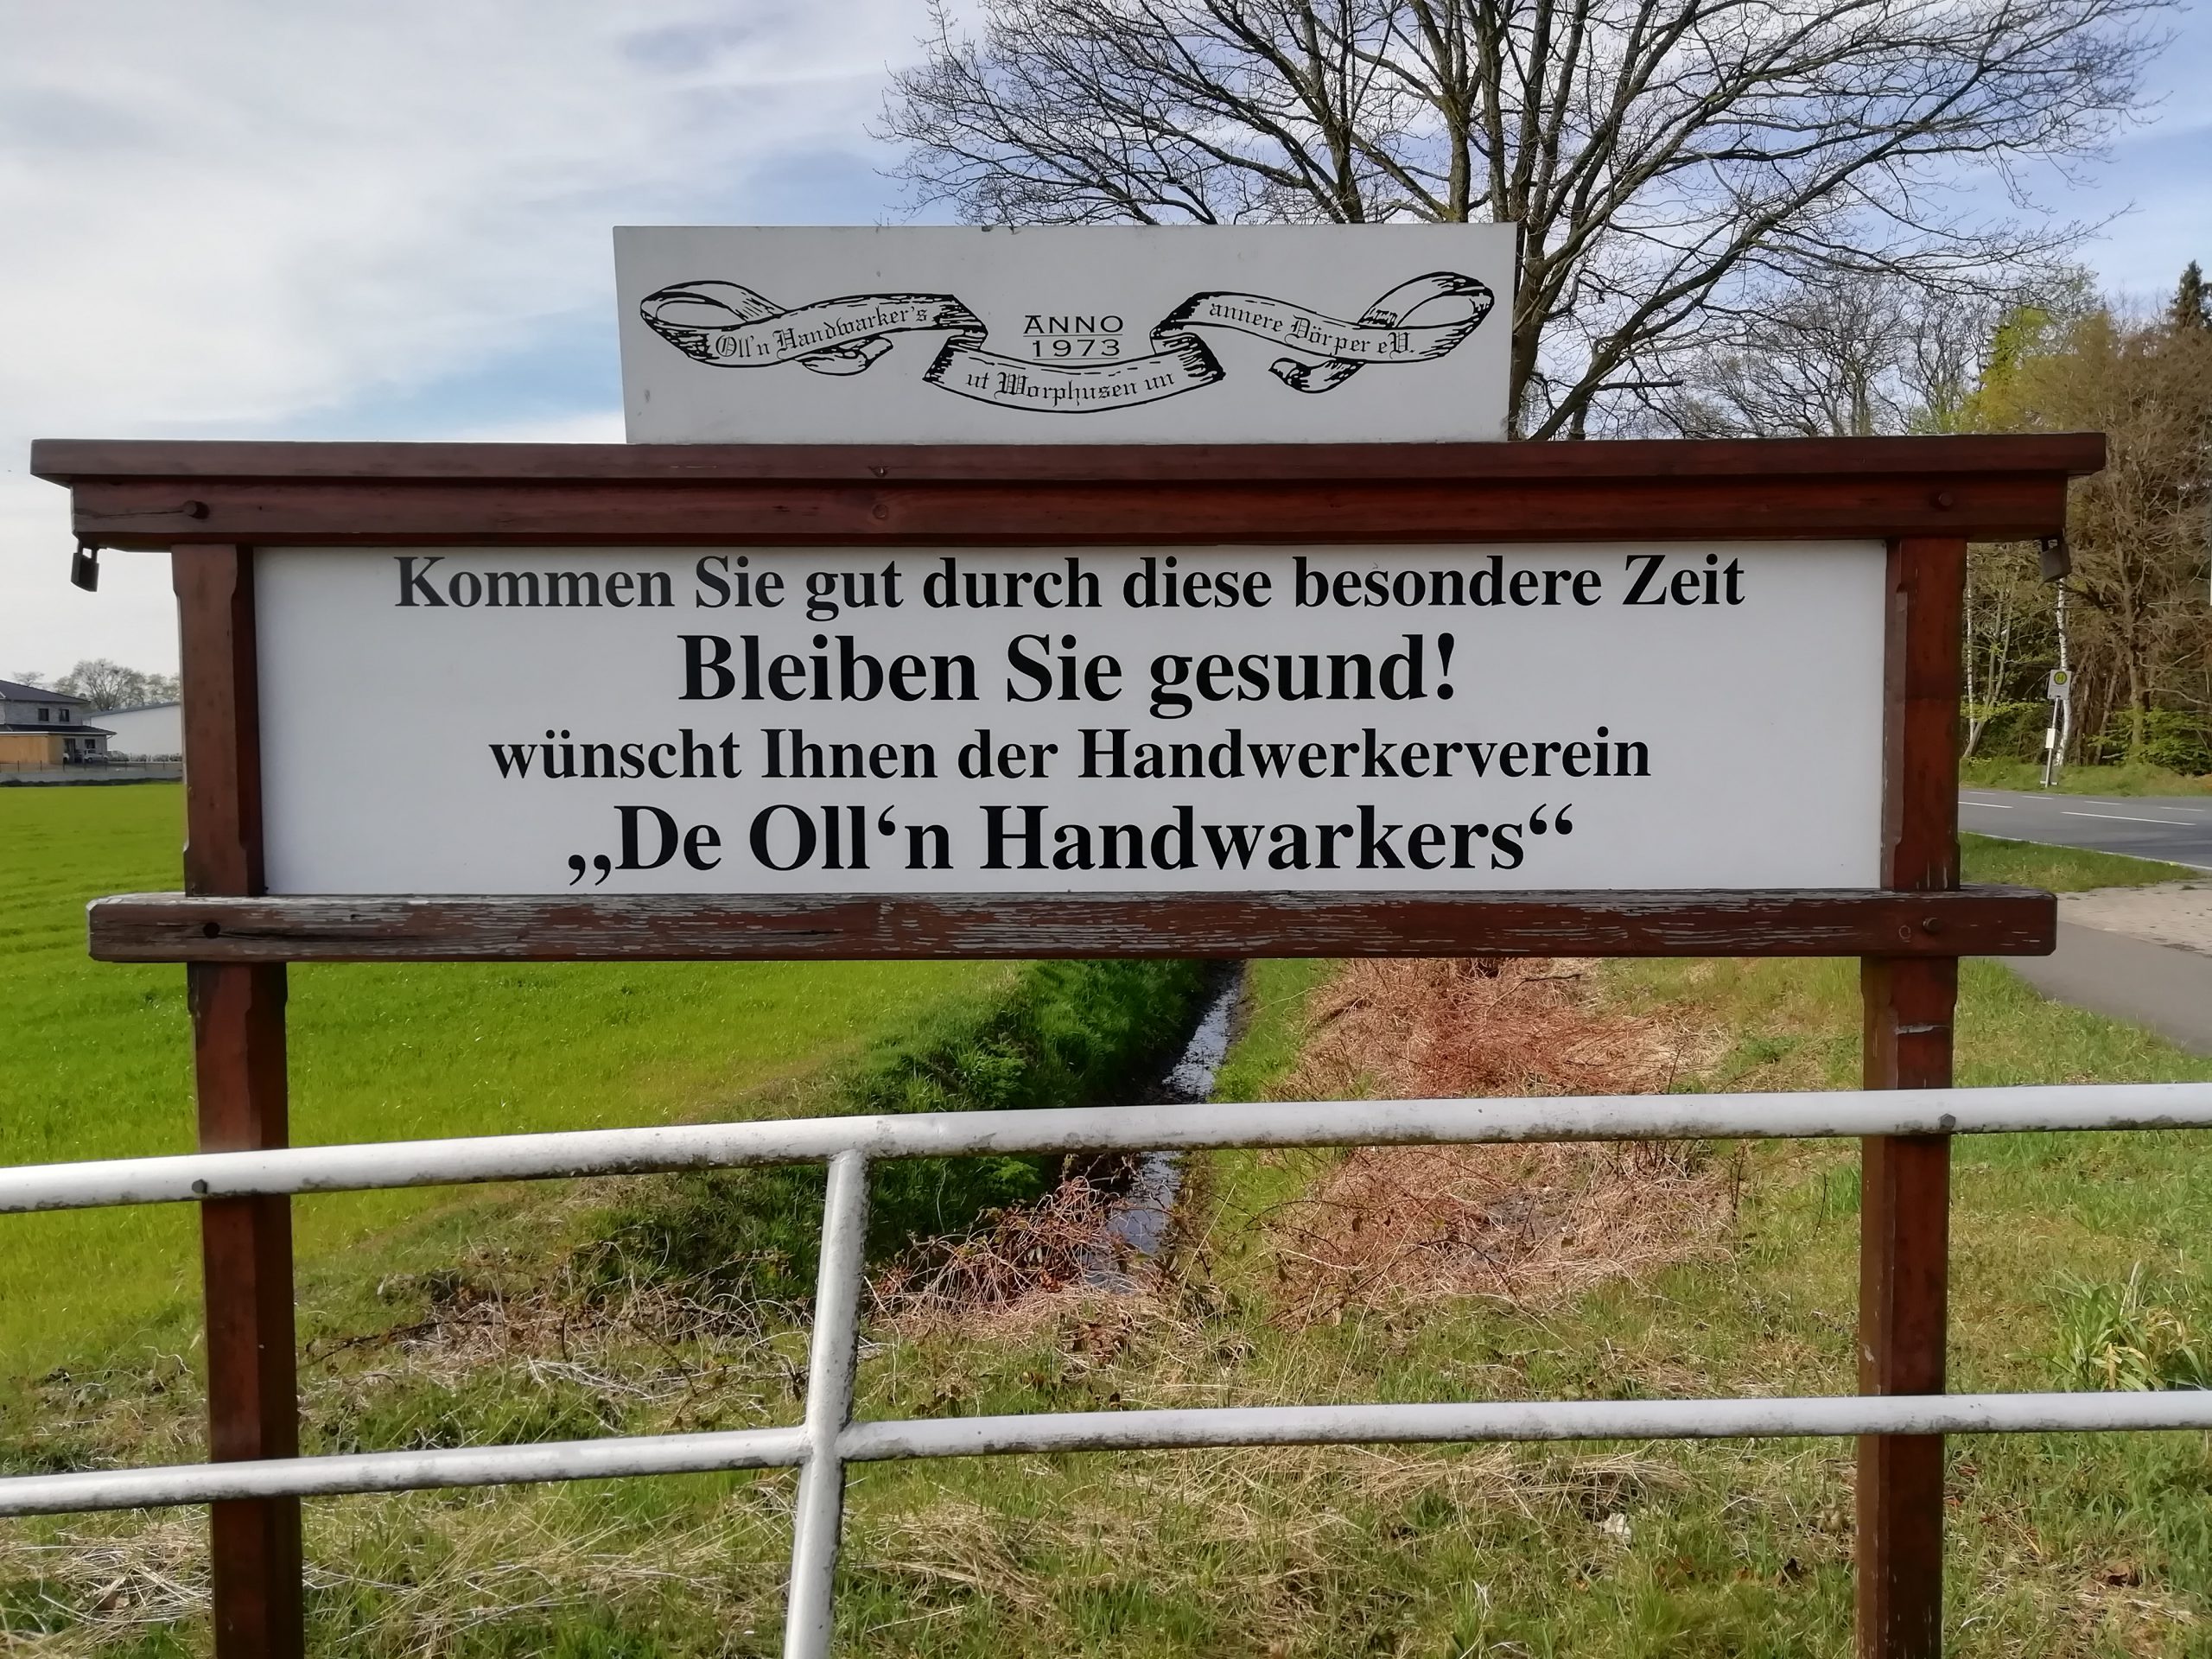 Oll'n Handwarker's
ANNO
1973
ut Worphusen un
annere Dörper eV.
Kommen Sie gut durch diese besondere Zeit
Bleiben Sie gesund!
wünscht Ihnen der Handwerkerverein
„De Oll‘n Handwarkers“
H